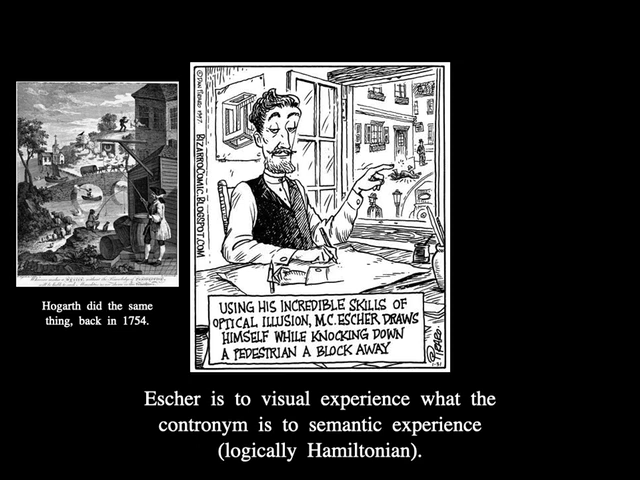 ©DAN PIRARO 1997.
BIZARROCOMIC.BLOGSPOT.COM
Hogarth did the same
thing, back in 1754.
USING HIS INCREDIBLE SKILLS OF
OPTICAL ILLUSION, M.C. ESCHER DRAWS
HIMSELF WHILE KNOCKING DOWN
A PEDESTRIAN A BLOCK AWAY
PIRARO
1-31
Escher is to visual experience what the
contronym is to semantic experience
(logically Hamiltonian).